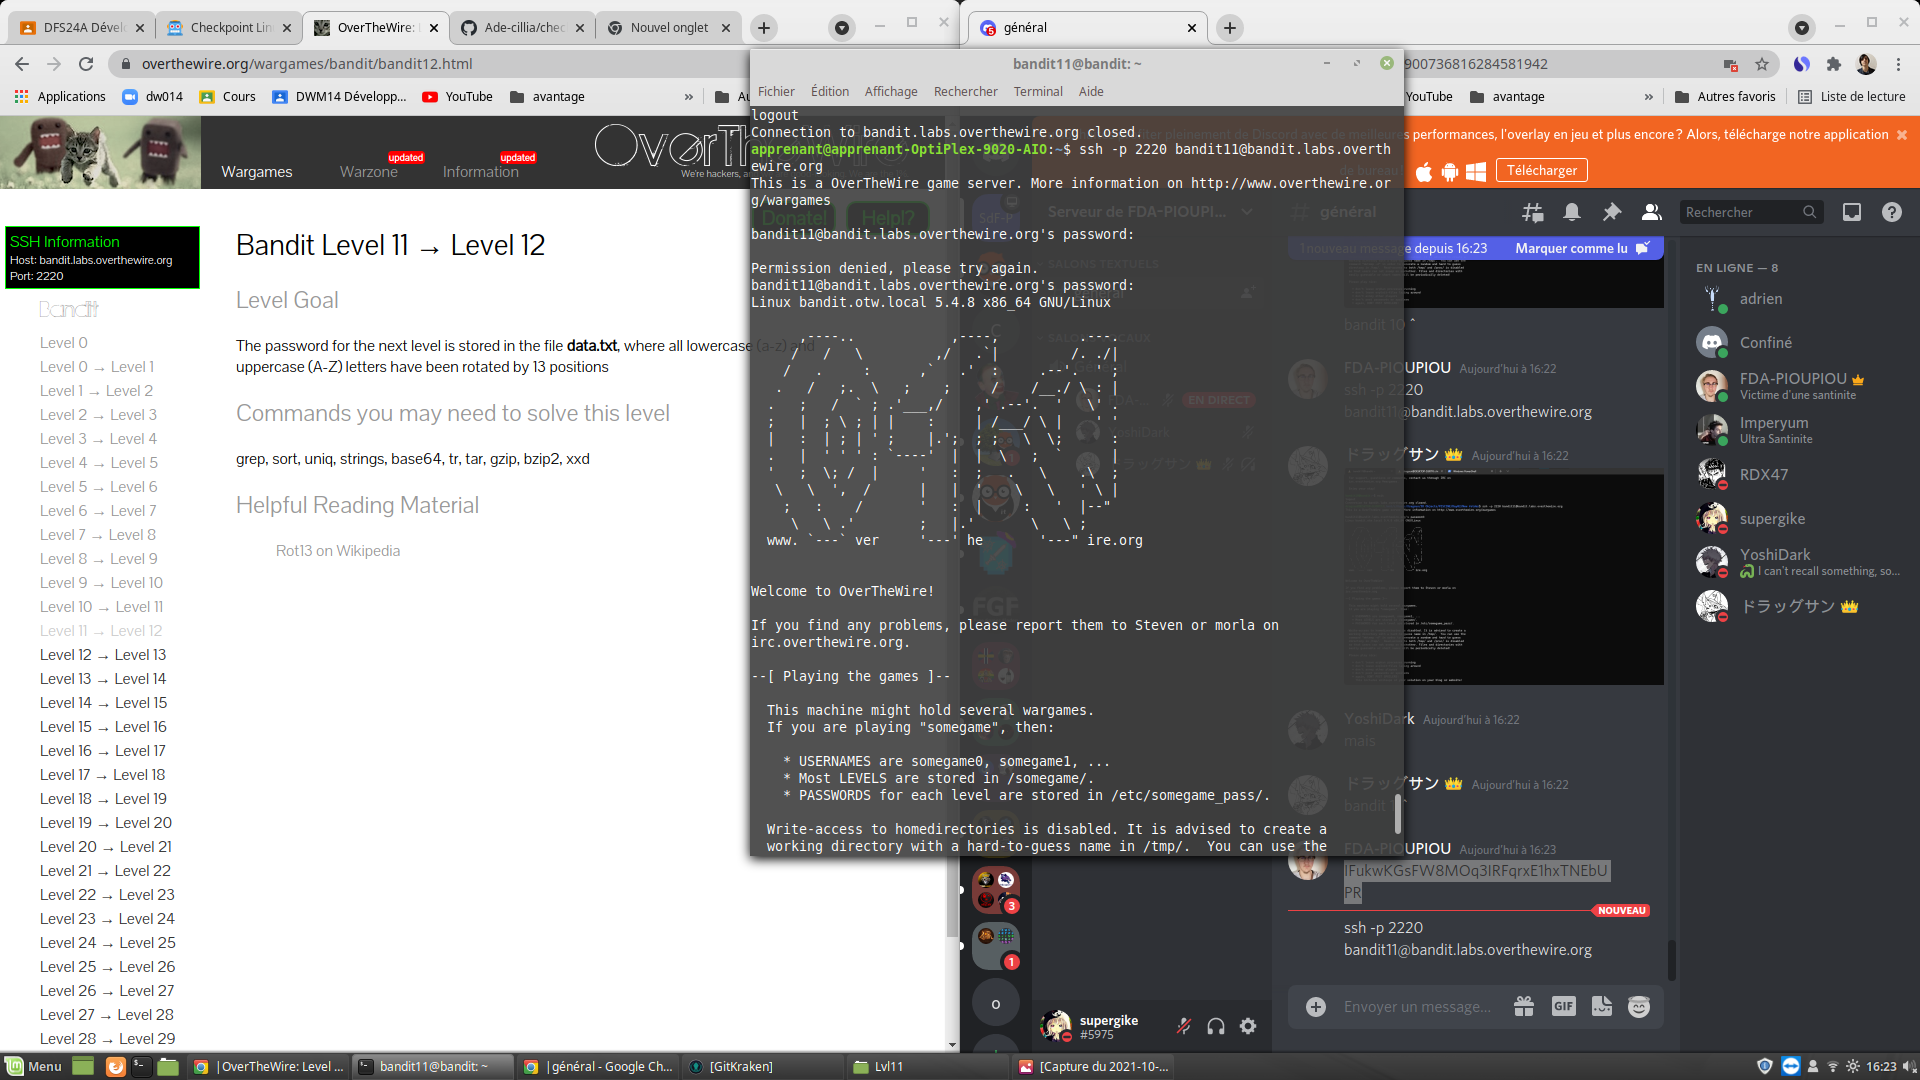 DFS24A Dével
Checkpoint Lin
OverTheWire:
Ade-cillia/chec
Nouvel onglet
général
overthewire.org/wargames/bandit/bandit12.html
900736816284581942
Applications
dw014
Cours
DWM14 Développ...
YouTube
avantage
»
YouTube
avantage
»
Autres favoris
Liste de lecture
bandit11@bandit: ~
Fichier Édition Affichage Rechercher Terminal Aide
Wargames
updated
Warzone
updated
Information
We're hackers,
performances, l'overlay en jeu et plus encore ? Alors, télécharge notre application
Télécharger
SSH Information
Host: bandit.labs.overthewire.org
Port: 2220
Bandit
Level 0
Level 0 → Level 1
Level 1 → Level 2
Level 2 → Level 3
Level 3 → Level 4
Level 4 → Level 5
Level 5 → Level 6
Level 6 → Level 7
Level 7 → Level 8
Level 8 → Level 9
Level 9 → Level 10
Level 10 → Level 11
Level 11 → Level 12
Level 12 → Level 13
Level 13 → Level 14
Level 14 → Level 15
Level 15 → Level 16
Level 16 → Level 17
Level 17 → Level 18
Level 18 → Level 19
Level 19 → Level 20
Level 20 → Level 21
Level 21 → Level 22
Level 22 → Level 23
Level 23 → Level 24
Level 24 → Level 25
Level 25 → Level 26
Level 26 → Level 27
Level 27 → Level 28
Level 28 → Level 29
Donate!
Help!?
Bandit Level 11 → Level 12
Level Goal
The password for the next level is stored in the file data.txt, where all lowercase (a-z) and
uppercase (A-Z) letters have been rotated by 13 positions
Commands you may need to solve this level
grep, sort, uniq, strings, base64, tr, tar, gzip, bzip2, xxd
Helpful Reading Material
Rot13 on Wikipedia
logout
Connection to bandit.labs.overthewire.org closed.
apprenant@apprenant-OptiPlex-9020-AIO:~$ ssh -p 2220 bandit11@bandit.labs.overth
ewire.org
This is a OverTheWire game server. More information on http://www.overthewire.or
g/wargames
bandit11@bandit.labs.overthewire.org's password:
Permission denied, please try again.
bandit11@bandit.labs.overthewire.org's password:
Linux bandit.otw.local 5.4.8 x86_64 GNU/Linux
www. `---` ver '---' he '---" ire.org
Welcome to OverTheWire!
If you find any problems, please report them to Steven or morla on
irc.overthewire.org.
--[ Playing the games ]--
This machine might hold several wargames.
If you are playing "somegame", then:
* USERNAMES are somegame0, somegame1, ...
* Most LEVELS are stored in /somegame/.
* PASSWORDS for each level are stored in /etc/somegame_pass/.
Write-access to homedirectories is disabled. It is advised to create a
working directory with a hard-to-guess name in /tmp/. You can use the
Serveur de FDA-PIOUPI...
général
SALONS TEXTUELS
EN DIRECT
YoshiDark
ドラッグサン
FGF
3
1
o
supergike
#5975
Rechercher
1 nouveau message depuis 16:23
Marquer comme lu
bandit 10 ^
FDA-PIOUPIOU Aujourd'hui à 16:22
ssh -p 2220
bandit11@bandit.labs.overthewire.org
ドラッグサン 👑 Aujourd'hui à 16:22
YoshiDark Aujourd'hui à 16:22
mais
ドラッグサン 👑 Aujourd'hui à 16:22
FDA-PIOUPIOU Aujourd'hui à 16:23
IFukwKGsFW8MOq3IRFqrxE1hxTNEbU
PR
NOUVEAU
ssh -p 2220
bandit11@bandit.labs.overthewire.org
Envoyer un message...
GIF
EN LIGNE — 8
adrien
Confiné
FDA-PIOUPIOU
Victime d'une santinite
Imperyum
Ultra Santinite
RDX47
supergike
YoshiDark
I can't recall something, so...
ドラッグサン 👑
Menu
|OverTheWire: Level ...
bandit11@bandit: ~
|général - Google Ch...
[GitKraken]
Lvl11
[Capture du 2021-10-...
16:23